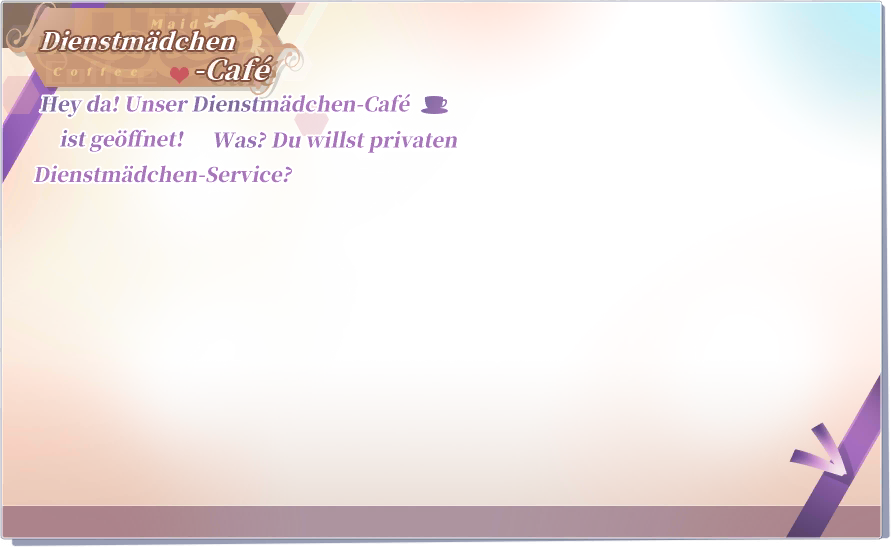 Maid
Dienstmädchen
-Café
Coffee
Hey da! Unser Dienstmädchen-Café
ist geöffnet! Was? Du willst privaten
Dienstmädchen-Service?